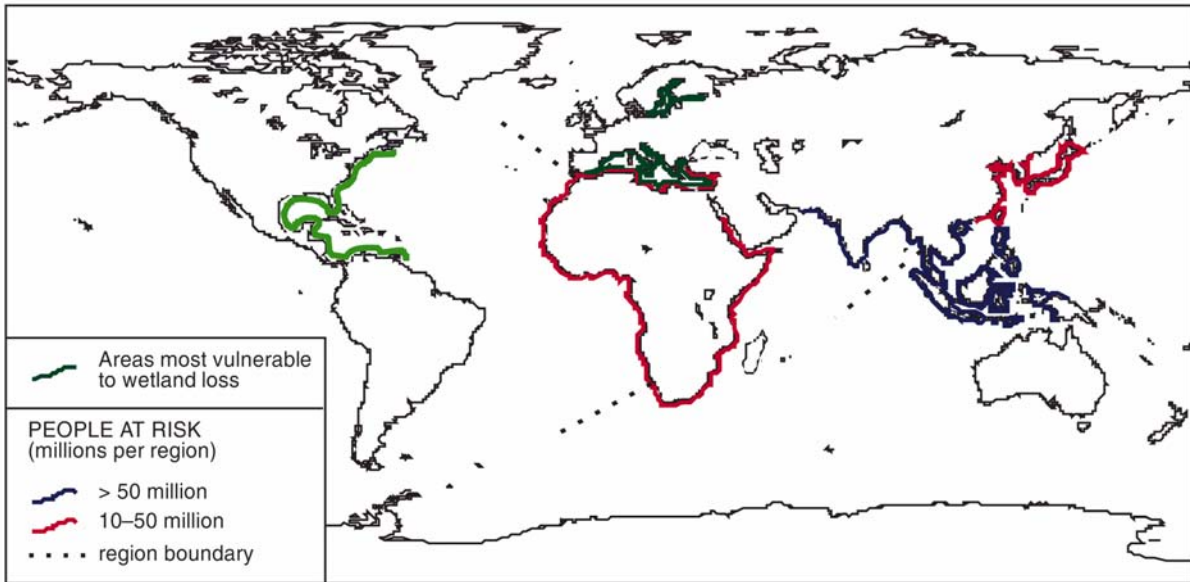 Areas most vulnerable
to wetland loss
PEOPLE AT RISK
(millions per region)
> 50 million
10–50 million
region boundary